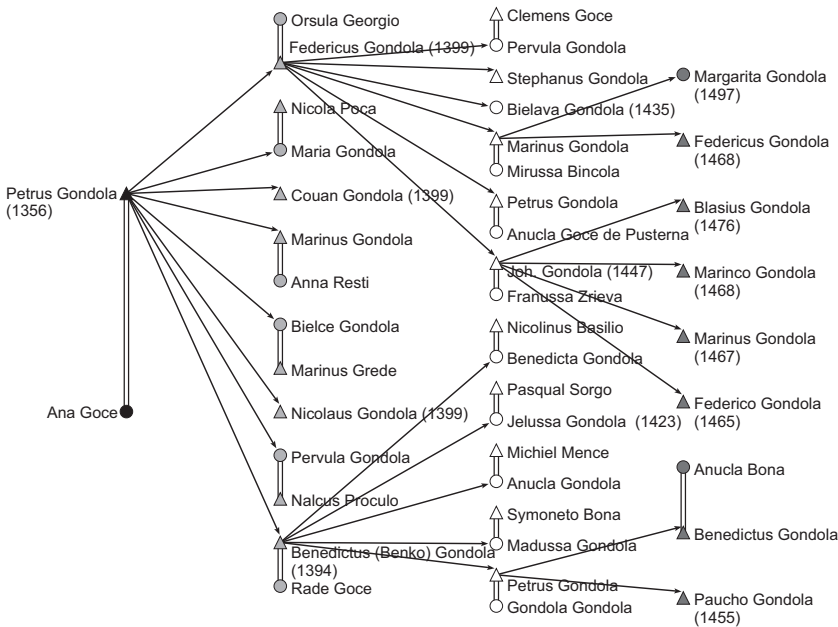 Petrus Gondola
(1356)
Ana Goce
Orsula Georgio
Federicus Gondola (1399)
Nicola Poca
Maria Gondola
Couan Gondola (1399)
Marinus Gondola
Anna Resti
Bielce Gondola
Marinus Grede
Nicolaus Gondola (1399)
Pervula Gondola
Nalcus Proculo
Benedictus (Benko) Gondola
(1394)
Rade Goce
Clemens Goce
Pervula Gondola
Stephanus Gondola
Bielava Gondola (1435)
Marinus Gondola
Mirussa Bincola
Petrus Gondola
Anucla Goce de Pusterna
Joh. Gondola (1447)
Franussa Zrieva
Nicolinus Basilio
Benedicta Gondola
Pasqual Sorgo
Jelussa Gondola (1423)
Michiel Mence
Anucla Gondola
Symoneto Bona
Madussa Gondola
Petrus Gondola
Gondola Gondola
Margarita Gondola
(1497)
Federicus Gondola
(1468)
Blasius Gondola
(1476)
Marinco Gondola
(1468)
Marinus Gondola
(1467)
Federico Gondola
(1465)
Anucla Bona
Benedictus Gondola
Paucho Gondola
(1455)